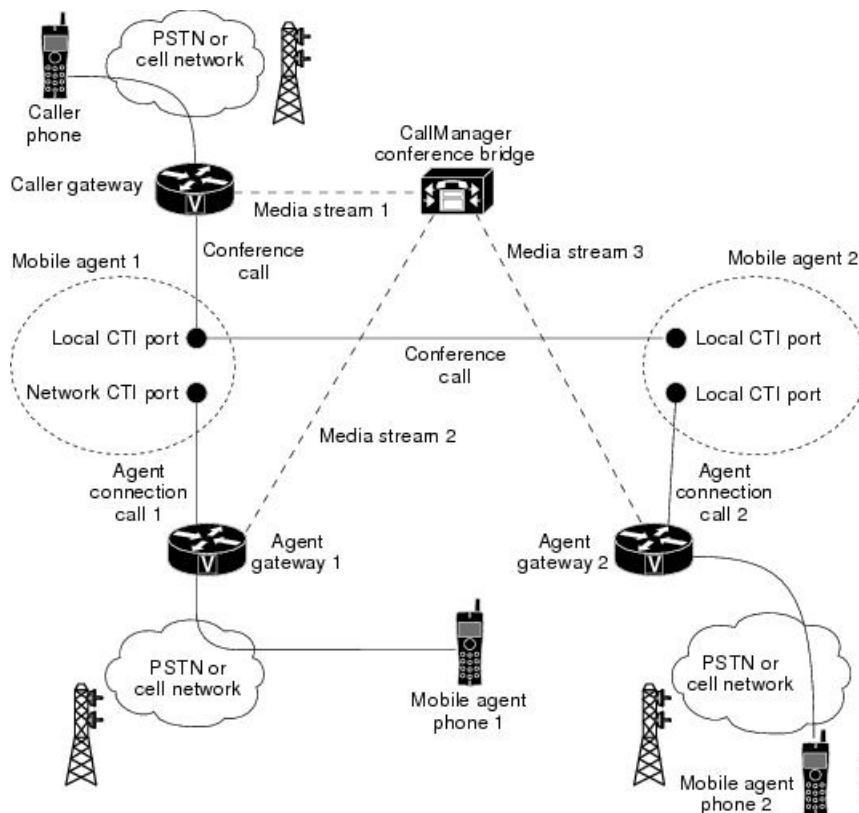 PSTN or
cell network
Caller
phone
CallManager
conference bridge
Caller gateway
V
Media stream 1
Conference
call
Media stream 3
Mobile agent 1
Mobile agent 2
Local CTI port
Local CTI port
Conference
call
Network CTI port
Local CTI port
Media stream 2
Agent
connection
call 1
Agent
connection
call 2
V
Agent
gateway 1
Agent
gateway 2
V
PSTN or
cell network
Mobile agent
phone 1
PSTN or
cell network
Mobile agent
phone 2